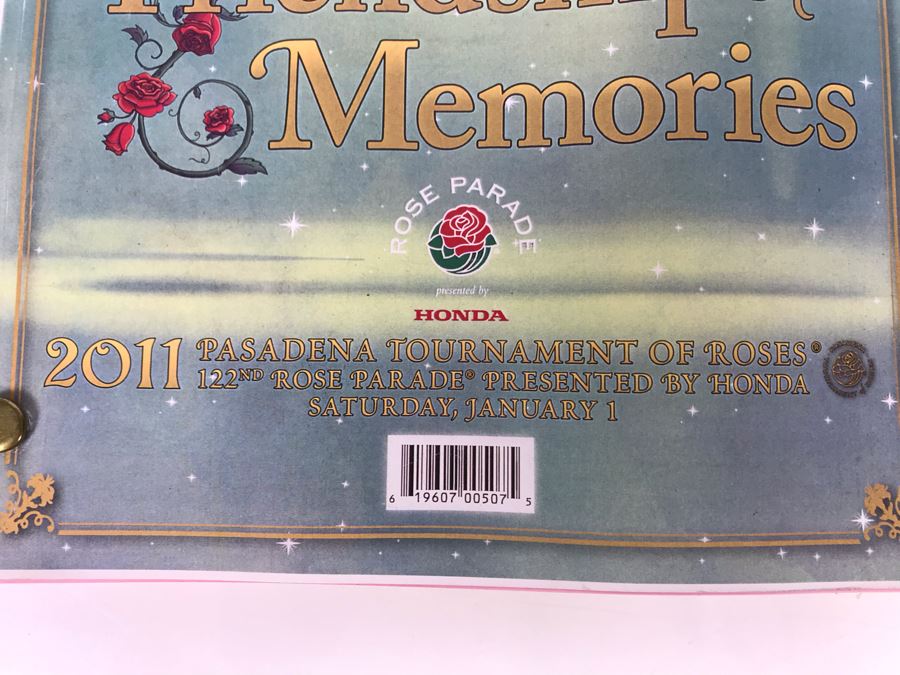 Friendships &
Memories
ROSE PARADE
presented by
HONDA
2011 PASADENA TOURNAMENT OF ROSES®
122ND ROSE PARADE® PRESENTED BY HONDA
SATURDAY, JANUARY 1
6 19607 00507 5